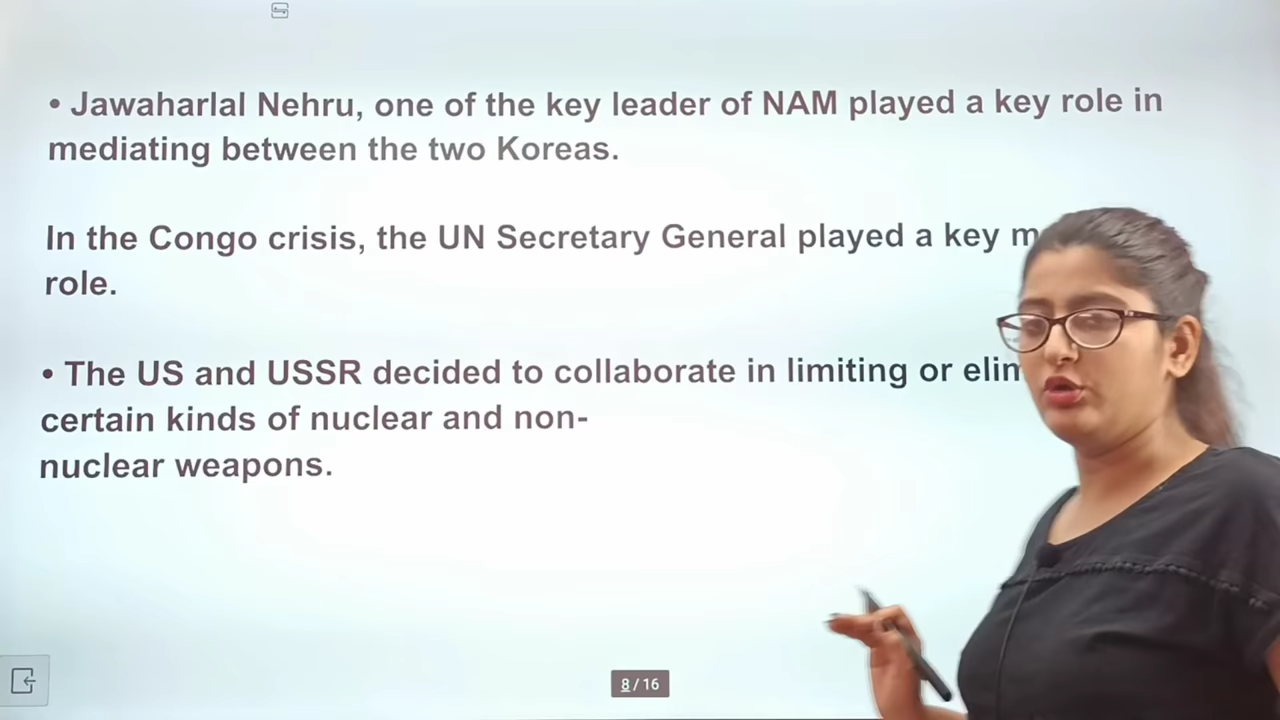 • Jawaharlal Nehru, one of the key leader of NAM played a key role in
mediating between the two Koreas.
In the Congo crisis, the UN Secretary General played a key
role.
• The US and USSR decided to collaborate in limiting or
certain kinds of nuclear and non-
nuclear weapons.
8 / 16